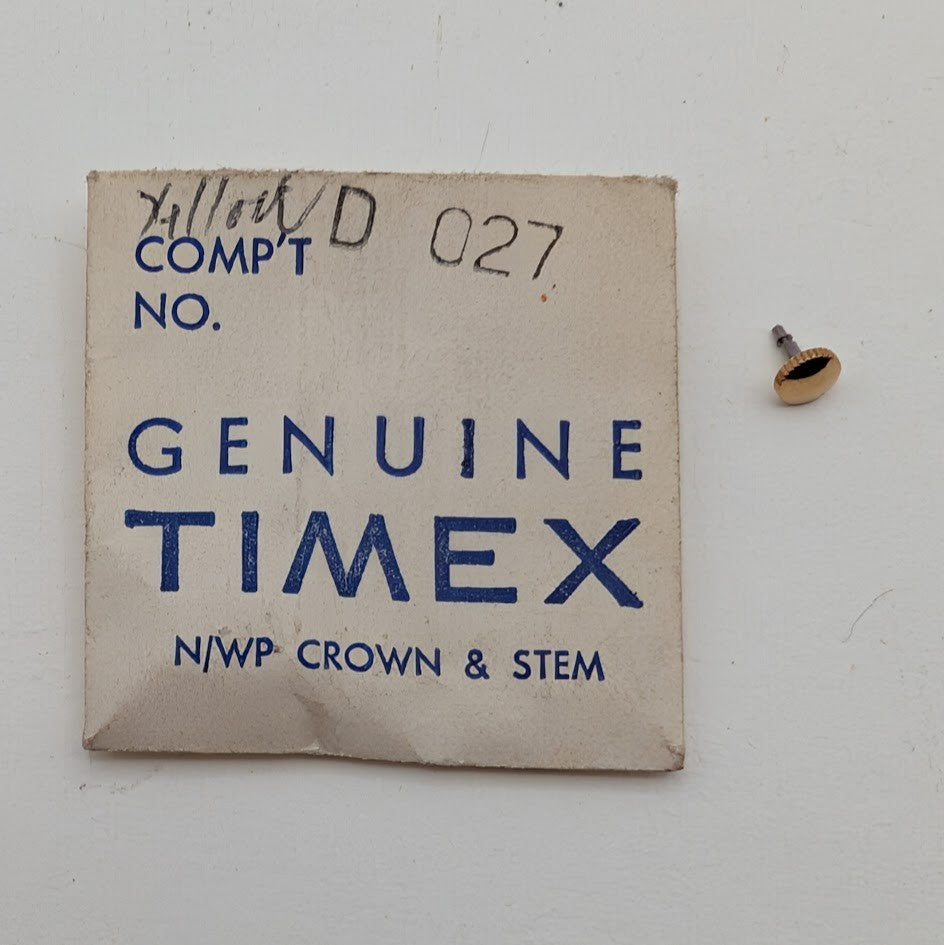 Yellow D 027
COMP'T
NO.
GENUINE
TIMEX
N/WP CROWN & STEM